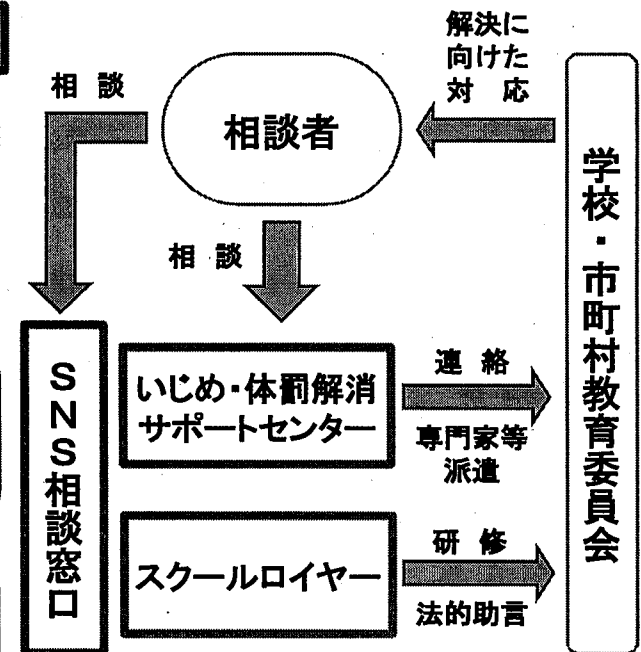 解決に
向けた
対応
相談
相談者
学校・市町村教育委員会
相談
SNS相談窓口
いじめ・体罰解消
サポートセンター
連絡
専門家等
派遣
スクールロイヤー
研修
法的助言